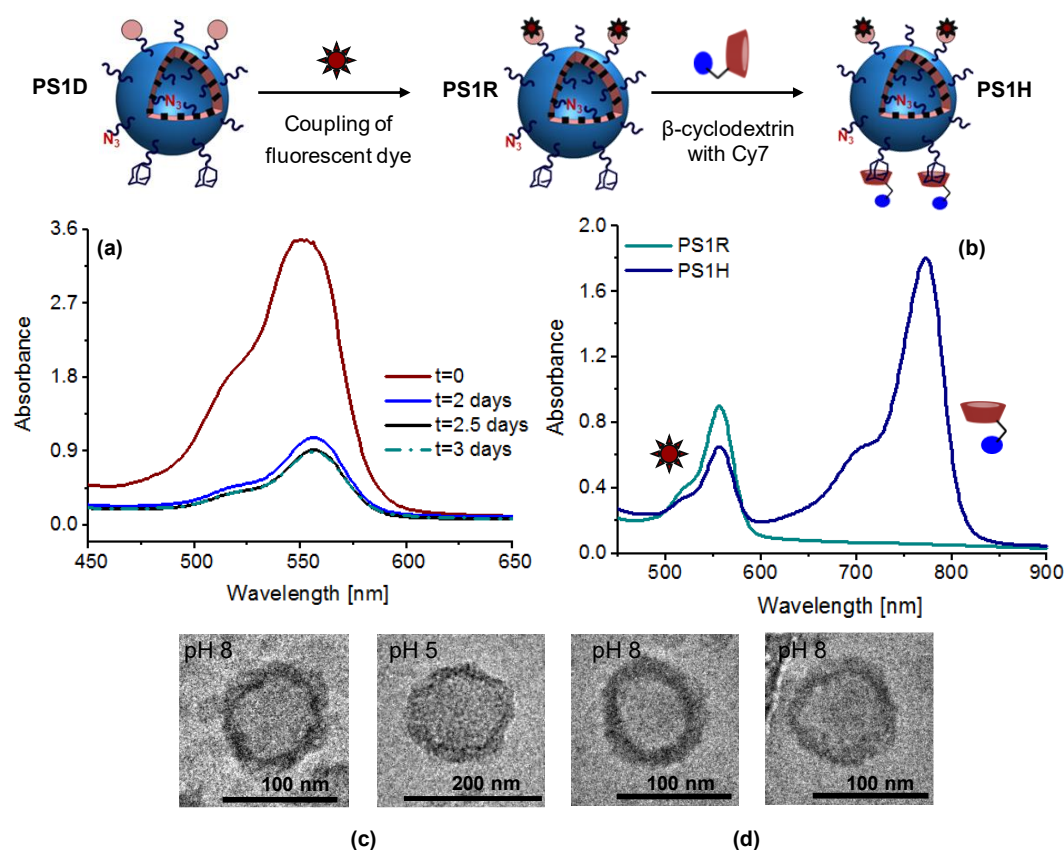 PS1D
N3
N3
Coupling of
fluorescent dye
PS1R
N3
N3
β-cyclodextrin
with Cy7
PS1H
N3
N3
(a)
3.6
2.7
1.8
0.9
0.0
Absorbance
t=0
t=2 days
t=2.5 days
t=3 days
450 500 550 600 650
Wavelength [nm]
(b)
2.0
1.6
1.2
0.8
0.4
0.0
Absorbance
PS1R
PS1H
500 600 700 800 900
Wavelength [nm]
pH 8
100 nm
pH 5
200 nm
pH 8
100 nm
pH 8
100 nm
(c)
(d)